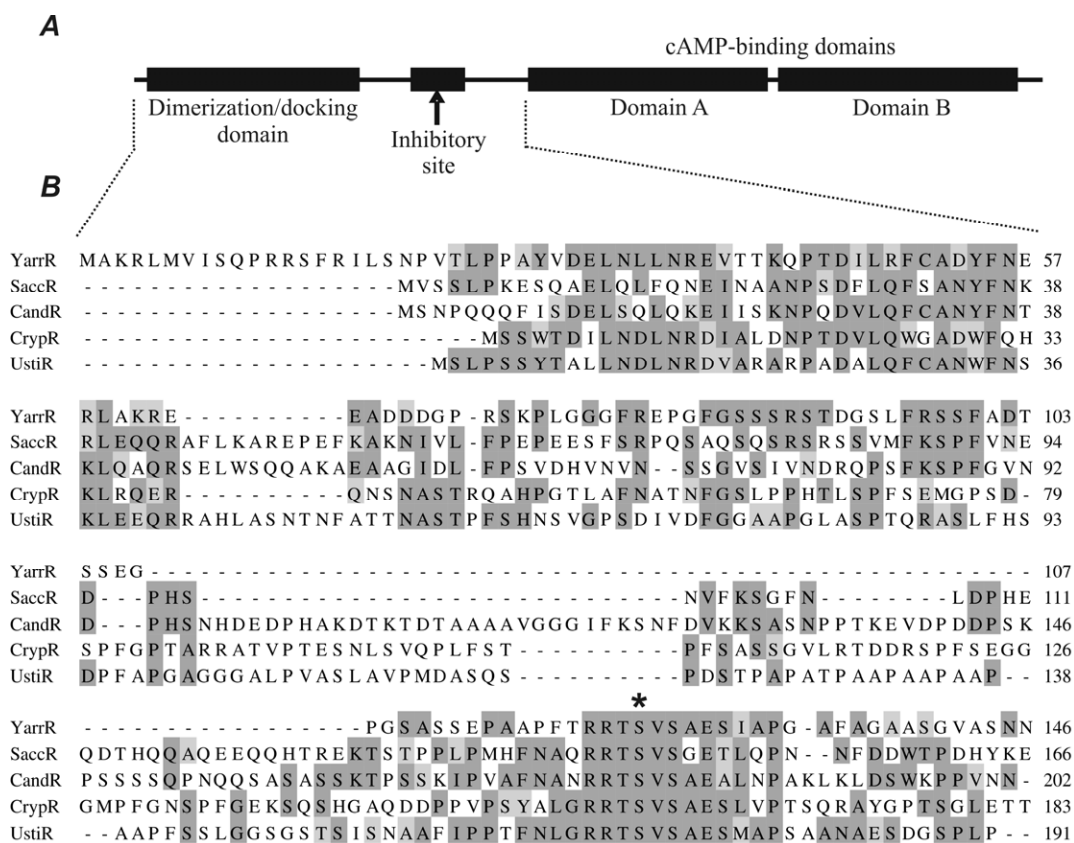 A
cAMP-binding domains
Dimerization/docking
domain
Inhibitory
site
Domain A
Domain B
B
YarrR M A K R L M V I S Q P R R S F R I L S N P V T L P P A Y V D E L N L L N R E V T T K Q P T D I L R F C A D Y F N E 57
SaccR - - - - - - - - - - - - - - - - - - - M V S S L P K E S Q A E L Q L F Q N E I N A A N P S D F L Q F S A N Y F N K 38
CandR - - - - - - - - - - - - - - - - - - - M S N P Q Q Q F I S D E L S Q L Q K E I I S K N P Q D V L Q F C A N Y F N T 38
CrypR - - - - - - - - - - - - - - - - - - - - - - - - M S S W T D I L N D L N R D I A L D N P T D V L Q W G A D W F Q H 33
UstiR - - - - - - - - - - - - - - - - - - - - - M S L P S S Y T A L L N D L N R D V A R A R P A D A L Q F C A N W F N S 36
YarrR R L A K R E - - - - - - - - - - E A D D D G P - R S K P L G G G F R E P G F G S S S R S T D G S L F R S S F A D T 103
SaccR R L E Q Q R A F L K A R E P E F K A K N I V L - F P E P E E S F S R P Q S A Q S Q S R S R S S V M F K S P F V N E 94
CandR K L Q A Q R S E L W S Q Q A K A E A A G I D L - F P S V D H V N V N - - S S G V S I V N D R Q P S F K S P F G V N 92
CrypR K L R Q E R - - - - - - - - - - Q N S N A S T R Q A H P G T L A F N A T N F G S L P P H T L S P F S E M G P S D - 79
UstiR K L E E Q R R A H L A S N T N F A T T N A S T P F S H N S V G P S D I V D F G G A A P G L A S P T Q R A S L F H S 93
YarrR S S E G - - - - - - - - - - - - - - - - - - - - - - - - - - - - - - - - - - - - - - - - - - - - - - - - - - - - - 107
SaccR D - - - P H S - - - - - - - - - - - - - - - - - - - - - - - - - - - - - N V F K S G F N - - - - - - - - L D P H E 111
CandR D - - - P H S N H D E D P H A K D T K T D T A A A A V G G G I F K S N F D V K K S A S N P P T K E V D P D D P S K 146
CrypR S P F G P T A R R A T V P T E S N L S V Q P L F S T - - - - - - - - - - P F S A S S G V L R T D D R S P F S E G G 126
UstiR D P F A P G A G G G A L P V A S L A V P M D A S Q S - - - - - - - - - - P D S T P A P A T P A A P A A P A A P - - 138
*
YarrR - - - - - - - - - - - - - - - - - P G S A S S E P A A P F T R R T S V S A E S I A P G - A F A G A A S G V A S N N 146
SaccR Q D T H Q Q A Q E E Q Q H T R E K T S T P P L P M H F N A Q R R T S V S G E T L Q P N - - N F D D W T P D H Y K E 166
CandR P S S S S Q P N Q Q S A S A S S K T P S S K I P V A F N A N R R T S V S A E A L N P A K L K L D S W K P P V N N - 202
CrypR G M P F G N S P F G E K S Q S H G A Q D D P P V P S Y A L G R R T S V S A E S L V P T S Q R A Y G P T S G L E T T 183
UstiR - - A A P F S S L G G S G S T S I S N A A F I P P T F N L G R R T S V S A E S M A P S A A N A E S D G S P L P - - 191